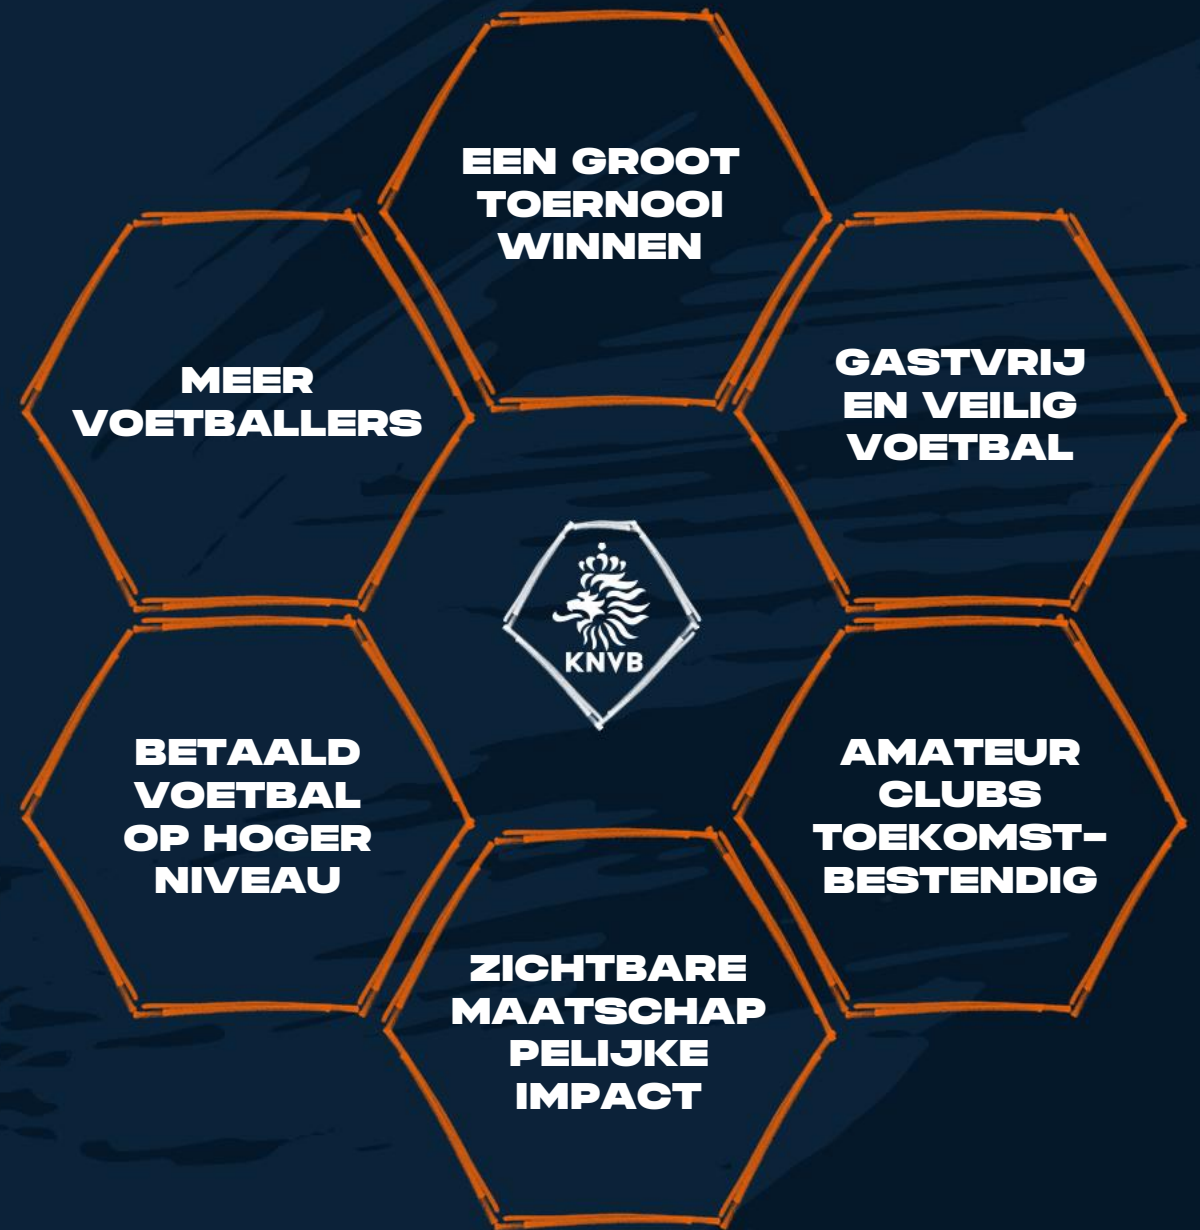 EEN GROOT
TOERNOOI
WINNEN
MEER
VOETBALLERS
GASTVRIJ
EN VEILIG
VOETBAL
KNVB
BETAALD
VOETBAL
OP HOGER
NIVEAU
AMATEUR
CLUBS
TOEKOMST-
BESTENDIG
ZICHTBARE
MAATSCHAP
PELIJKE
IMPACT